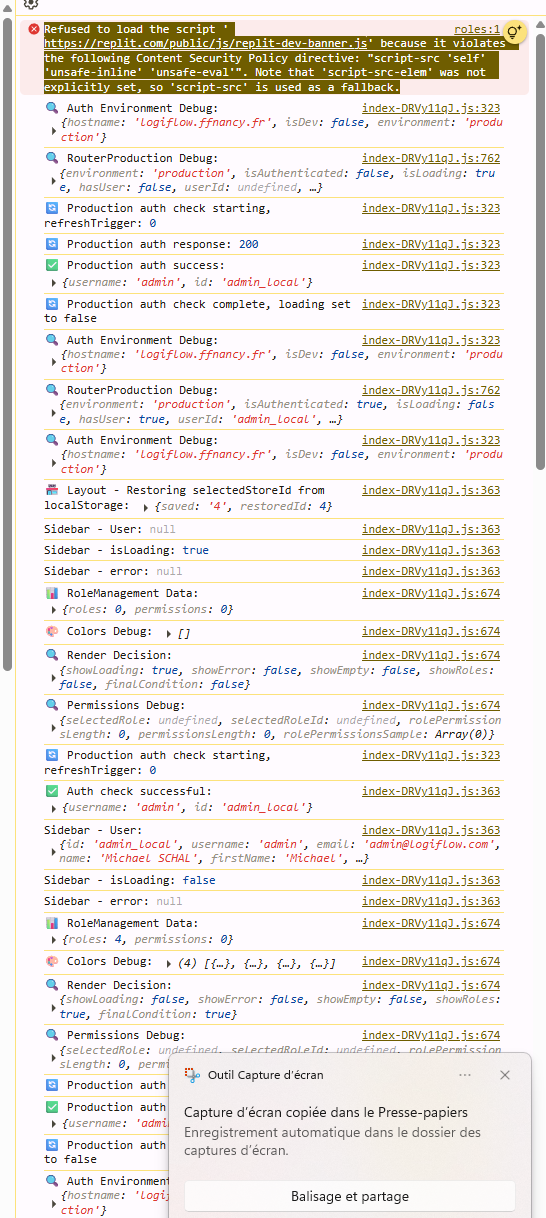 Refused to load the script '                    roles:1
https://replit.com/public/js/replit-dev-banner.js' because it violates
the following Content Security Policy directive: "script-src 'self'
'unsafe-inline' 'unsafe-eval'". Note that 'script-src-elem' was not
explicitly set, so 'script-src' is used as a fallback.
Auth Environment Debug: index-DRVy11qJ.js:323
{hostname: 'logiflow.ffnancy.fr', isDev: false, environment: 'produ
ction'}
RouterProduction Debug: index-DRVy11qJ.js:762
{environment: 'production', isAuthenticated: false, isLoading: tru
e, hasUser: false, userId: undefined, …}
Production auth check starting, index-DRVy11qJ.js:323
refreshTrigger: 0
Production auth response: 200 index-DRVy11qJ.js:323
Production auth success: index-DRVy11qJ.js:323
{username: 'admin', id: 'admin_local'}
Production auth check complete, loading set index-DRVy11qJ.js:323
to false
Auth Environment Debug: index-DRVy11qJ.js:323
{hostname: 'logiflow.ffnancy.fr', isDev: false, environment: 'produ
ction'}
RouterProduction Debug: index-DRVy11qJ.js:762
{environment: 'production', isAuthenticated: true, isLoading: fals
e, hasUser: true, userId: 'admin_local', …}
Auth Environment Debug: index-DRVy11qJ.js:323
{hostname: 'logiflow.ffnancy.fr', isDev: false, environment: 'produ
ction'}
Layout - Restoring selectedStoreId from index-DRVy11qJ.js:363
localStorage: {saved: '4', restoredId: 4}
Sidebar - User: null index-DRVy11qJ.js:363
Sidebar - isLoading: true index-DRVy11qJ.js:363
Sidebar - error: null index-DRVy11qJ.js:363
RoleManagement Data: index-DRVy11qJ.js:674
{roles: 0, permissions: 0}
Colors Debug: [] index-DRVy11qJ.js:674
Render Decision: index-DRVy11qJ.js:674
{showLoading: true, showError: false, showEmpty: false, showRoles:
false, finalCondition: false}
Permissions Debug: index-DRVy11qJ.js:674
{selectedRole: undefined, selectedRoleId: undefined, rolePermission
sLength: 0, permissionsLength: 0, rolePermissionsSample: Array(0)}
Production auth check starting, index-DRVy11qJ.js:323
refreshTrigger: 0
Auth check successful: index-DRVy11qJ.js:363
{username: 'admin', id: 'admin_local'}
Sidebar - User: index-DRVy11qJ.js:363
{id: 'admin_local', username: 'admin', email: 'admin@logiflow.com',
name: 'Michael SCHAL', firstName: 'Michael', …}
Sidebar - isLoading: false index-DRVy11qJ.js:363
Sidebar - error: null index-DRVy11qJ.js:363
RoleManagement Data: index-DRVy11qJ.js:674
{roles: 4, permissions: 0}
Colors Debug: (4) [{…}, {…}, {…}, {…}] index-DRVy11qJ.js:674
Render Decision: index-DRVy11qJ.js:674
{showLoading: false, showError: false, showEmpty: false, showRoles:
true, finalCondition: true}
Permissions Debug: index-DRVy11qJ.js:674
{selectedRole: undefined, selectedRoleId: undefined, rolePermission
sLength: 0, permi
Production auth
Production auth
{username: 'adm
Production auth
to false
Auth Environmen
{hostname: 'logi
ction'}
Outil Capture d'écran
Capture d'écran copiée dans le Presse-papiers
Enregistrement automatique dans le dossier des
captures d'écran.
Balisage et partage